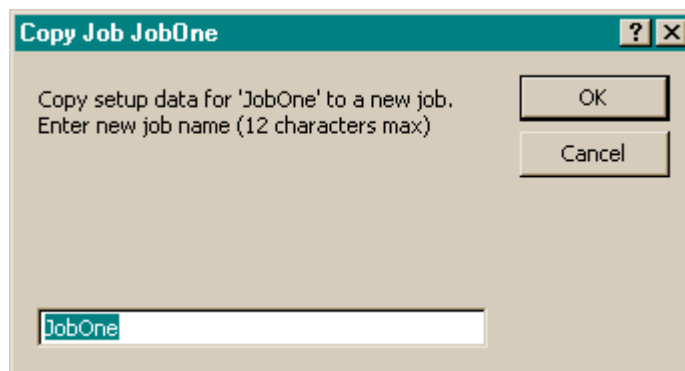 Copy Job JobOne
?
Copy setup data for 'JobOne' to a new job.
Enter new job name (12 characters max)
OK
Cancel
JobOne